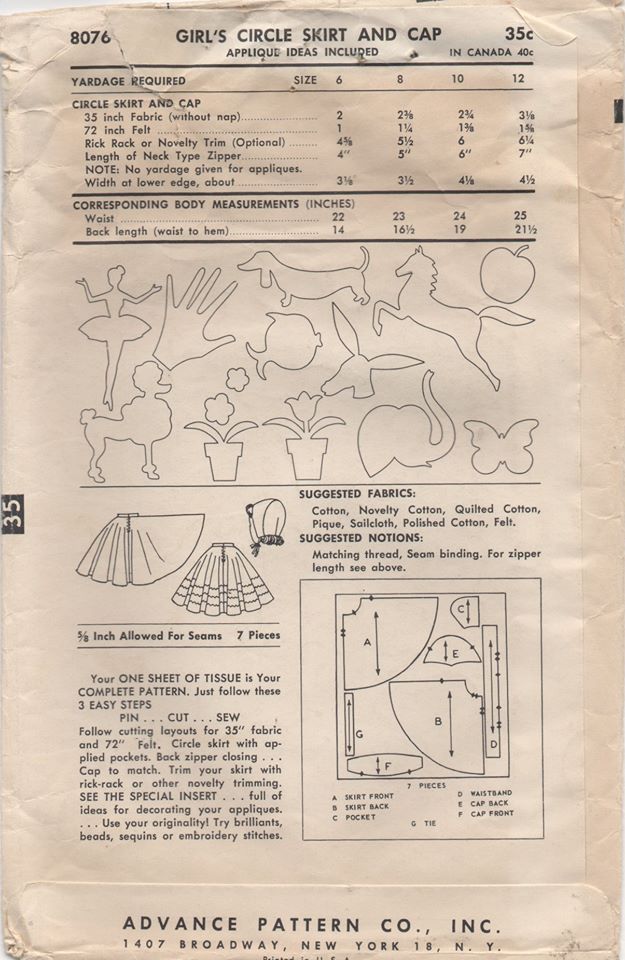 8076 GIRL'S CIRCLE SKIRT AND CAP 35c
APPLIQUE IDEAS INCLUDED IN CANADA 40c
YARDAGE REQUIRED SIZE 6 8 10 12
CIRCLE SKIRT AND CAP
35 inch Fabric (without nap) 2 2⅜ 2¾ 3⅛
72 inch Felt 1 1¼ 1⅜ 1⅝
Rick Rack or Novelty Trim (Optional) 4⅝ 5½ 6 6¼
Length of Neck Type Zipper 4" 5" 6" 7"
NOTE: No yardage given for appliques.
Width at lower edge, about 3⅛ 3½ 4⅛ 4½
CORRESPONDING BODY MEASUREMENTS (INCHES)
Waist 22 23 24 25
Back length (waist to hem) 14 16½ 19 21½
35
SUGGESTED FABRICS:
Cotton, Novelty Cotton, Quilted Cotton,
Pique, Sailcloth, Polished Cotton, Felt.
SUGGESTED NOTIONS:
Matching thread, Seam binding. For zipper
length see above.
⅝ Inch Allowed For Seams 7 Pieces
Your ONE SHEET OF TISSUE is Your
COMPLETE PATTERN. Just follow these
3 EASY STEPS
PIN . . . CUT . . . SEW
Follow cutting layouts for 35" fabric
and 72" Felt. Circle skirt with ap-
plied pockets. Back zipper closing . . .
Cap to match. Trim your skirt with
rick-rack or other novelty trimming.
SEE THE SPECIAL INSERT . . . full of
ideas for decorating your appliques.
. . . Use your originality! Try brilliants,
beads, sequins or embroidery stitches.
A
C
E
B
D
G
F
7 PIECES
A SKIRT FRONT D WAISTBAND
B SKIRT BACK E CAP BACK
C POCKET F CAP FRONT
G TIE
ADVANCE PATTERN CO., INC.
1407 BROADWAY, NEW YORK 18, N. Y.
Printed in U.S.A.